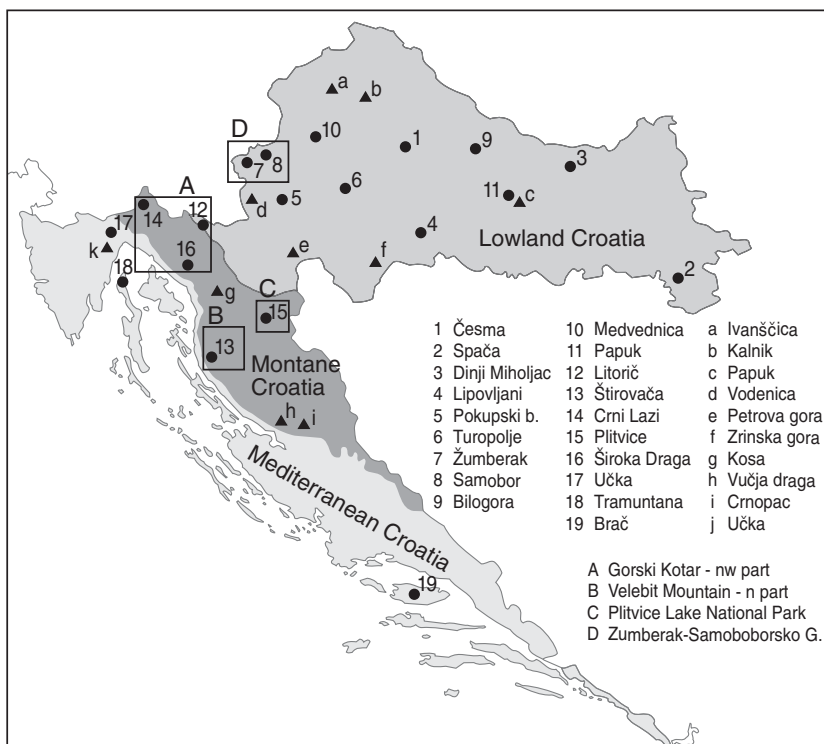 a
b
D
10
1
9
3
7
8
6
11
c
A
d
5
14
12
4
Lowland Croatia
17
k
16
e
f
2
18
g
C
15
B
13
Montane
Croatia
h
i
Mediterranean Croatia
19
1 Česma 10 Medvednica a Ivanščica
2 Spača 11 Papuk b Kalnik
3 Dinji Miholjac 12 Litorič c Papuk
4 Lipovljani 13 Štirovača d Vodenica
5 Pokupski b. 14 Crni Lazi e Petrova gora
6 Turopolje 15 Plitvice f Zrinska gora
7 Žumberak 16 Široka Draga g Kosa
8 Samobor 17 Učka h Vučja draga
9 Bilogora 18 Tramuntana i Crnopac
19 Brač j Učka
A Gorski Kotar - nw part
B Velebit Mountain - n part
C Plitvice Lake National Park
D Zumberak-Samoboborsko G.